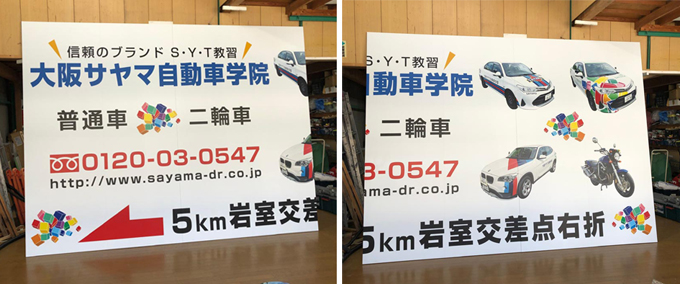 信頼のブランド S・Y・T教習
大阪サヤマ自動車学院
普通車 二輪車
0120-03-0547
http://www.sayama-dr.co.jp
5km岩室交差
S・Y・T教習
動車学院
二輪車
3-0547
ama-dr.co.jp
5km岩室交差点右折